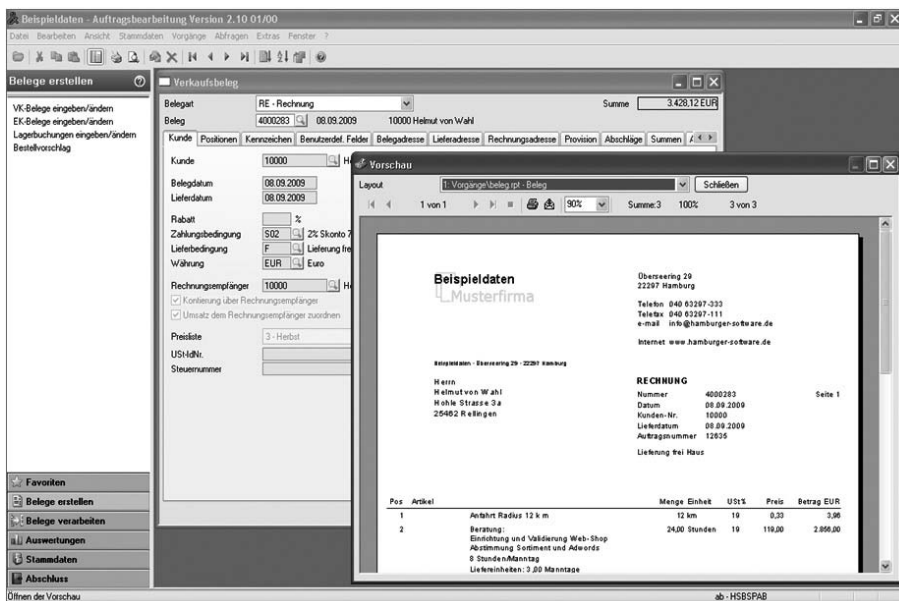 Beispieldaten - Auftragsbearbeitung Version 2.10 01/00
Datei Bearbeiten Ansicht Stammdaten Vorgänge Abfragen Extras Fenster ?
Belege erstellen
VK-Belege eingeben/ändern
EK-Belege eingeben/ändern
Lagerbuchungen eingeben/ändern
Bestellvorschlag
Favoriten
Belege erstellen
Belege verarbeiten
Auswertungen
Stammdaten
Abschluss
Verkaufsbeleg
Belegart RE - Rechnung Summe 3.428,12 EUR
Beleg 4000283 08.09.2009 10000 Helmut von Wahl
Kunde Positionen Kennzeichen Benutzerdef. Felder Belegadresse Lieferadresse Rechnungsadresse Provision Abschläge Summen
Kunde 10000
Belegdatum 08.09.2009
Lieferdatum 08.09.2009
Rabatt %
Zahlungsbedingung S02 2% Skonto 7
Lieferbedingung F Lieferung fre
Währung EUR Euro
Rechnungsempfänger 10000
Kontierung über Rechnungsempfänger
Umsatz dem Rechnungsempfänger zuordnen
Preisliste 3 - Herbst
USt-IdNr.
Steuernummer
Vorschau
Layout 1: Vorgänge\beleg.rpt - Beleg Schließen
1 von 1 90% Summe:3 100% 3 von 3
Beispieldaten
Musterfirma
Überseering 29
22297 Hamburg
Telefon 040 63297-333
Telefax 040 63297-111
e-mail info@hamburger-software.de
Internet www.hamburger-software.de
Beispieldaten - Überseering 29 - 22297 Hamburg
Herrn
Helmut von Wahl
Hohle Strasse 3a
25462 Rellingen
RECHNUNG
Nummer 4000283 Seite 1
Datum 08.09.2009
Kunden-Nr. 10000
Lieferdatum 08.09.2009
Auftragsnummer 12635
Lieferung frei Haus
Pos Artikel Menge Einheit USt% Preis Betrag EUR
1 Anfahrt Radius 12 km 12 km 19 0,33 3,96
2 Beratung: 24,00 Stunden 19 119,00 2.856,00
Einrichtung und Validierung Web-Shop
Abstimmung Sortiment und Adwords
8 Stunden/Manntag
Liefereinheiten: 3,00 Manntage
Öffnen der Vorschau ab - HSBSPAB